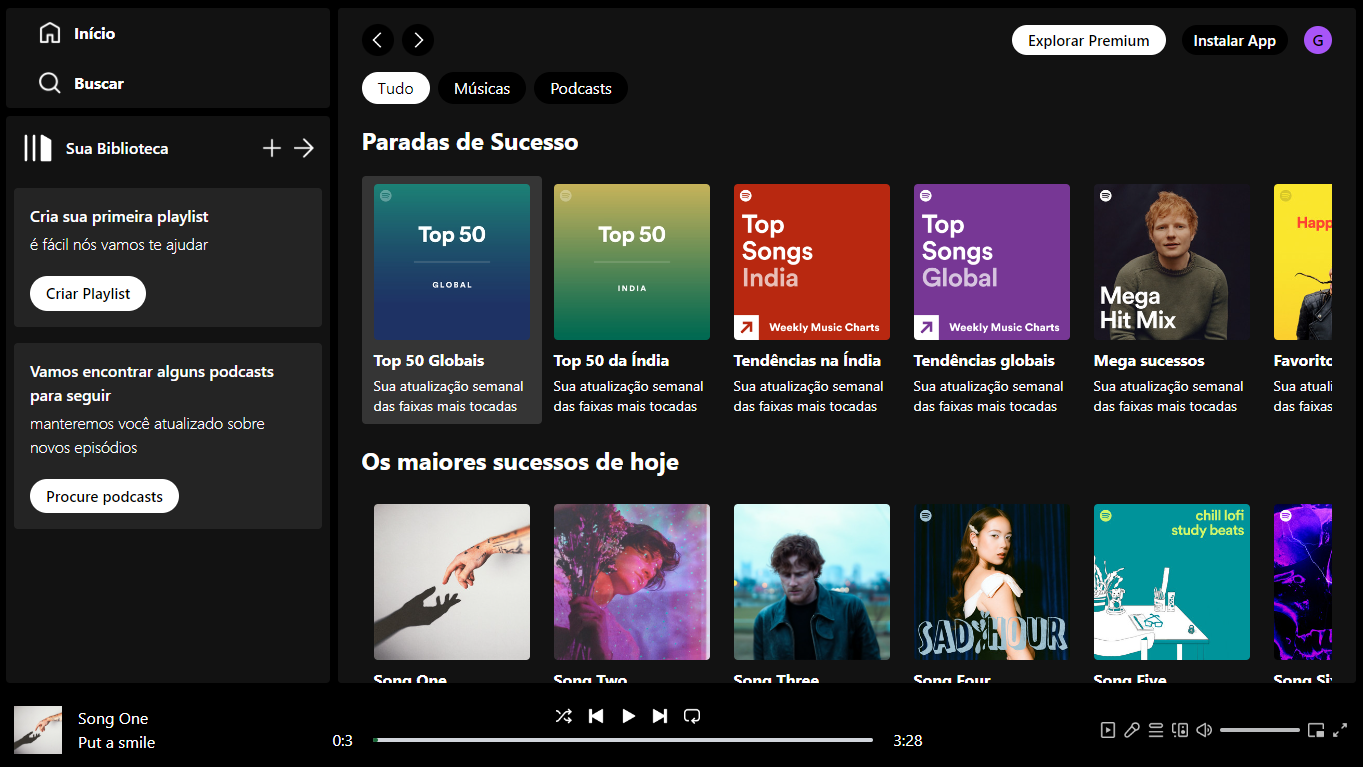 Início
Buscar
Sua Biblioteca
Cria sua primeira playlist
é fácil nós vamos te ajudar
Criar Playlist
Vamos encontrar alguns podcasts
para seguir
manteremos você atualizado sobre
novos episódios
Procure podcasts
Explorar Premium
Instalar App
G
Tudo
Músicas
Podcasts
Paradas de Sucesso
Top 50
GLOBAL
Top 50
INDIA
Top
Songs
India
Weekly Music Charts
Top
Songs
Global
Weekly Music Charts
Mega
Hit Mix
Happ
Top 50 Globais
Sua atualização semanal
das faixas mais tocadas
Top 50 da Índia
Sua atualização semanal
das faixas mais tocadas
Tendências na Índia
Sua atualização semanal
das faixas mais tocadas
Tendências globais
Sua atualização semanal
das faixas mais tocadas
Mega sucessos
Sua atualização semanal
das faixas mais tocadas
Favorito
Sua atuali
das faixas
Os maiores sucessos de hoje
SAD HOUR
chill lofi
study beats
Song One
Song Two
Song Three
Song Four
Song Five
Song Six
Song One
Put a smile
0:3
3:28